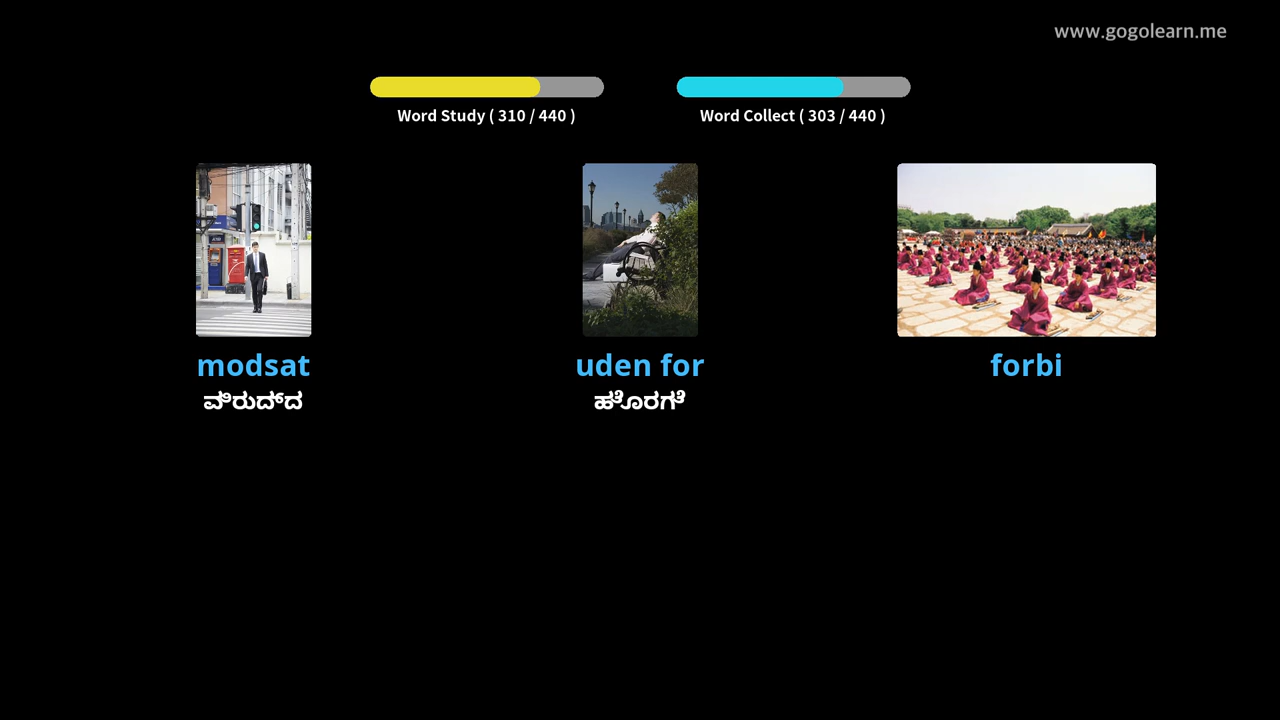 www.gogolearn.me
Word Study ( 310 / 440 )
Word Collect ( 303 / 440 )
modsat
ವಿರುದ್ದ
uden for
ಹೊರಗೆ
forbi